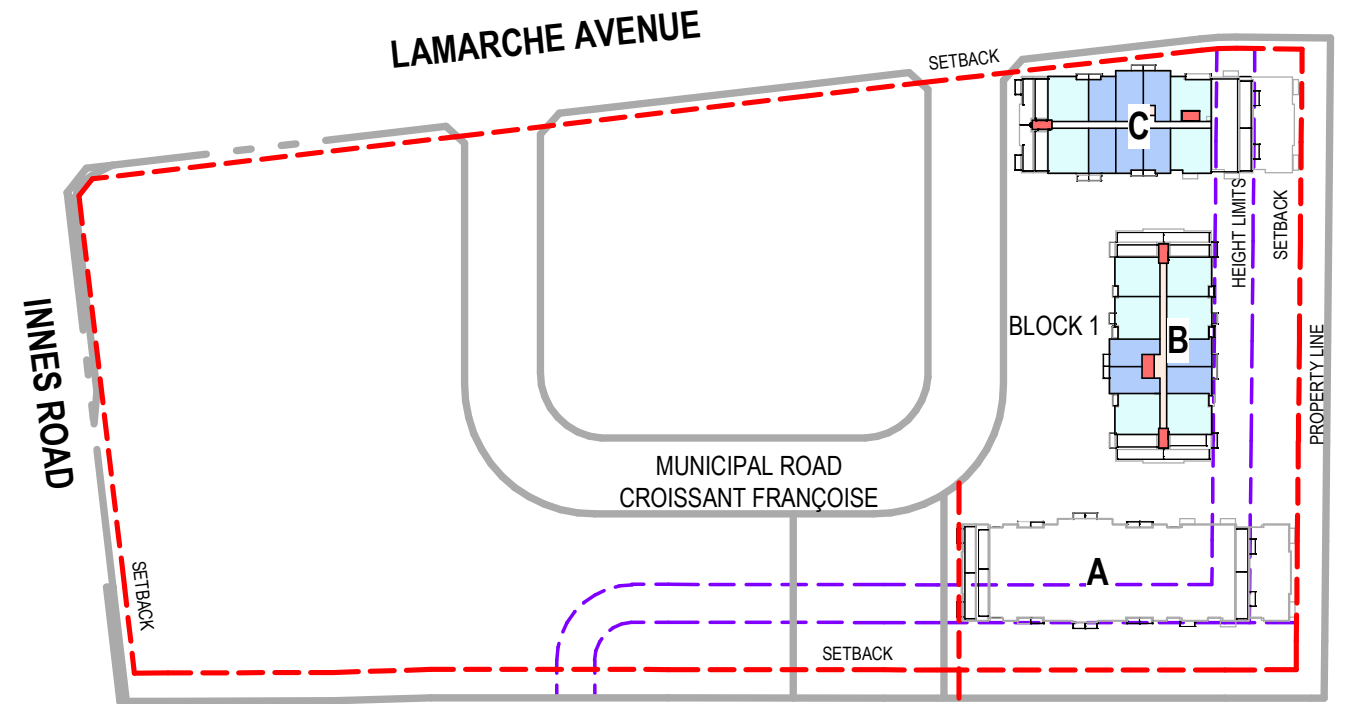 LAMARCHE AVENUE
SETBACK
C
HEIGHT LIMITS
SETBACK
INNES ROAD
BLOCK 1
B
PROPERTY LINE
MUNICIPAL ROAD
CROISSANT FRANÇOISE
A
SETBACK
SETBACK